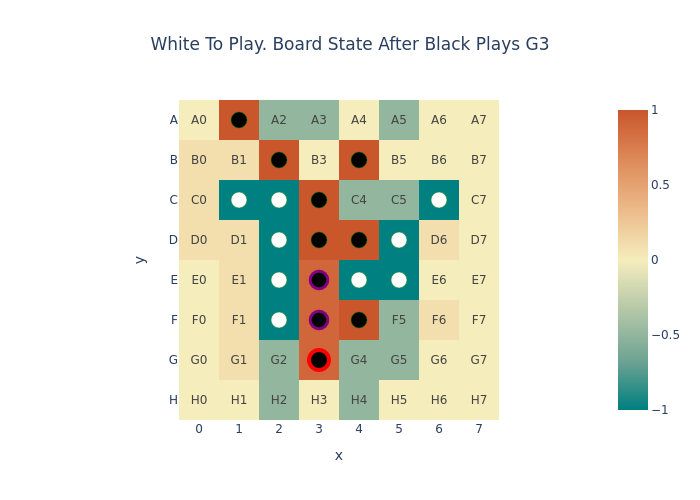 White To Play. Board State After Black Plays G3
A A0 A2 A3 A4 A5 A6 A7
B B0 B1 B3 B5 B6 B7
C C0 C4 C5 C7
D D0 D1 D6 D7
E E0 E1 E6 E7
F F0 F1 F5 F6 F7
G G0 G1 G2 G4 G5 G6 G7
H H0 H1 H2 H3 H4 H5 H6 H7
0 1 2 3 4 5 6 7
x
y
1
0.5
0
−0.5
−1